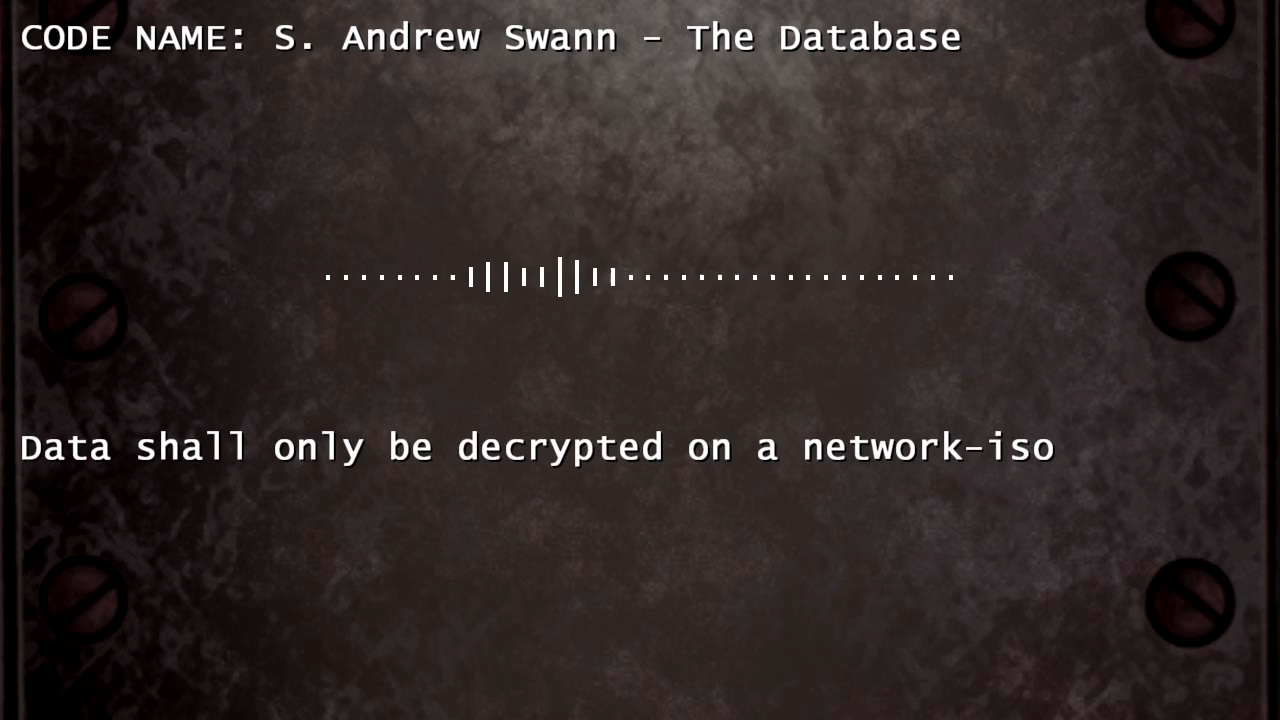 CODE NAME: S. Andrew Swann - The Database
Data shall only be decrypted on a network-iso